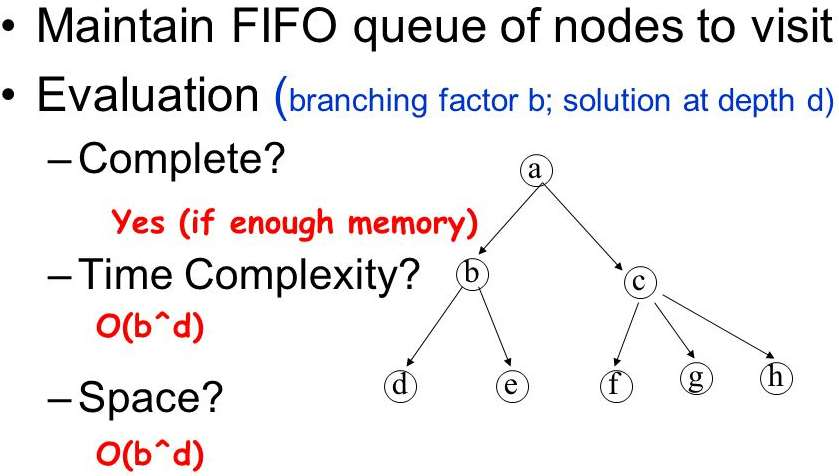 • Maintain FIFO queue of nodes to visit
• Evaluation (branching factor b; solution at depth d)
– Complete?
Yes (if enough memory)
– Time Complexity?
O(b^d)
– Space?
O(b^d)
a
b
c
d
e
f
g
h